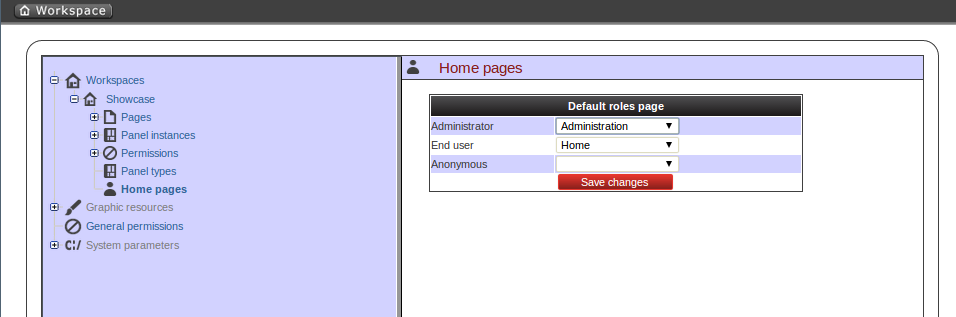 Workspace
Workspaces
Showcase
Pages
Panel instances
Permissions
Panel types
Home pages
Graphic resources
General permissions
System parameters
Home pages
Default roles page
Administrator Administration
End user Home
Anonymous
Save changes